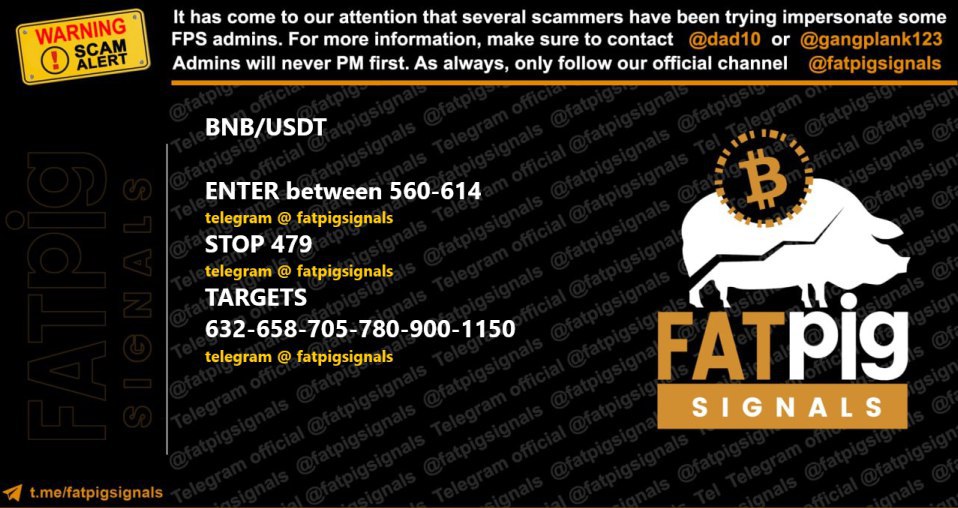 WARNING
SCAM
ALERT
It has come to our attention that several scammers have been trying impersonate some
FPS admins. For more information, make sure to contact @dad10 or @gangplank123
Admins will never PM first. As always, only follow our official channel @fatpigsignals
BNB/USDT
ENTER between 560-614
telegram @ fatpigsignals
STOP 479
telegram @ fatpigsignals
TARGETS
632-658-705-780-900-1150
telegram @ fatpigsignals
FATpig
SIGNALS
FATpig
SIGNALS
t.me/fatpigsignals